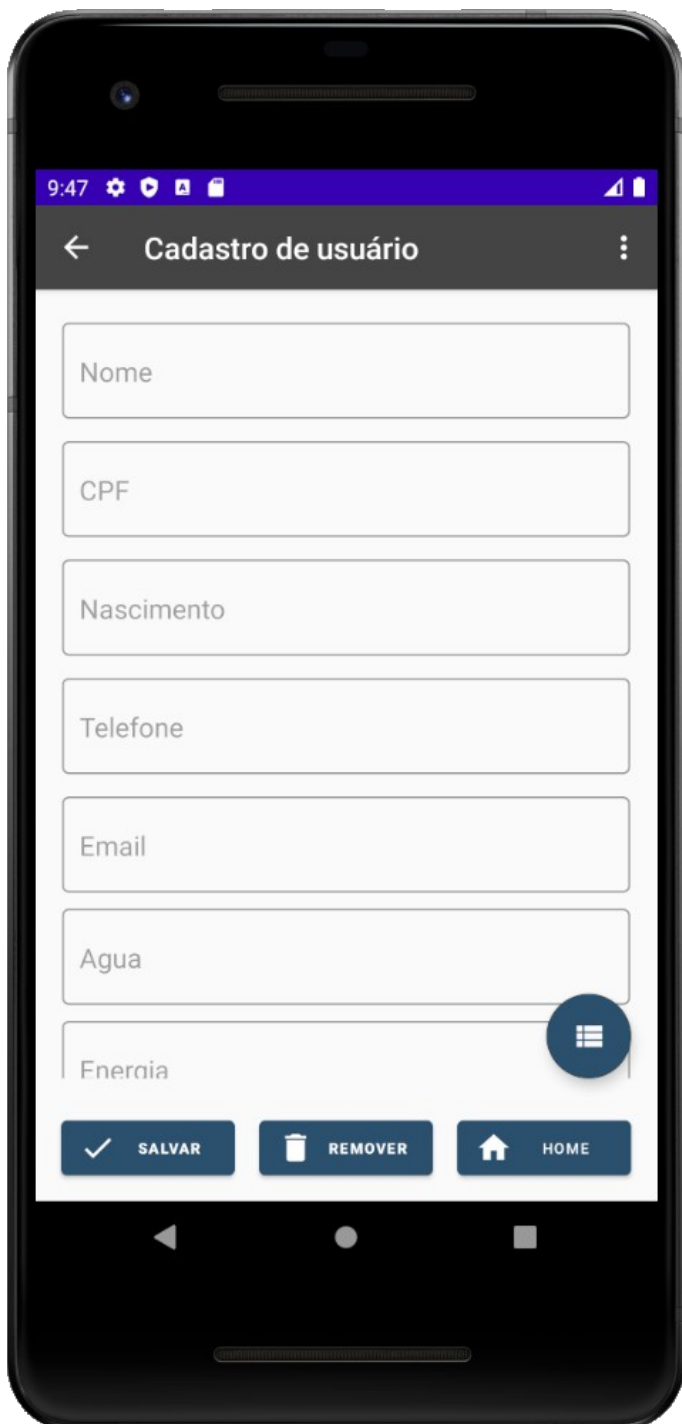 9:47
Cadastro de usuário
Nome
CPF
Nascimento
Telefone
Email
Agua
Energia
SALVAR REMOVER HOME